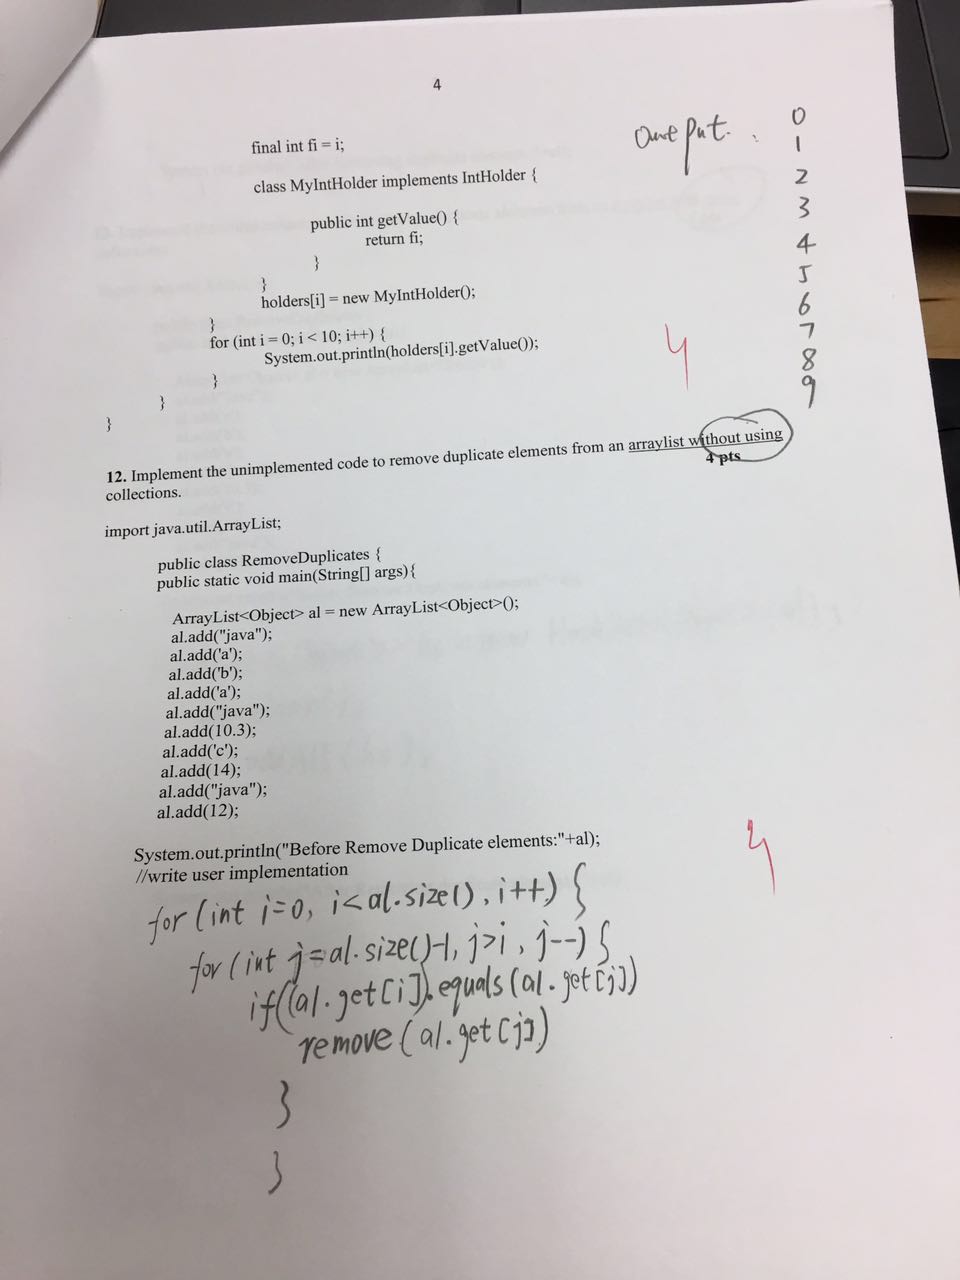 4
final int fi = i;
output.
0
1
2
3
4
5
6
7
8
9
class MyIntHolder implements IntHolder {
public int getValue() {
return fi;
}
}
holders[i] = new MyIntHolder();
}
for (int i = 0; i < 10; i++) {
System.out.println(holders[i].getValue());
4
}
}
}
12. Implement the unimplemented code to remove duplicate elements from an arraylist without using
collections.
4 pts
import java.util.ArrayList;
public class RemoveDuplicates {
public static void main(String[] args){
ArrayList<Object> al = new ArrayList<Object>();
al.add("java");
al.add('a');
al.add('b');
al.add('a');
al.add("java");
al.add(10.3);
al.add('c');
al.add(14);
al.add("java");
al.add(12);
System.out.println("Before Remove Duplicate elements:"+al);
4
//write user implementation
for (int i=0, i<al.size(), i++) {
for (int j=al.size()-1, j>i, j--) {
if((al.get[i]).equals(al.get[j])
remove(al.get[j])
}
}